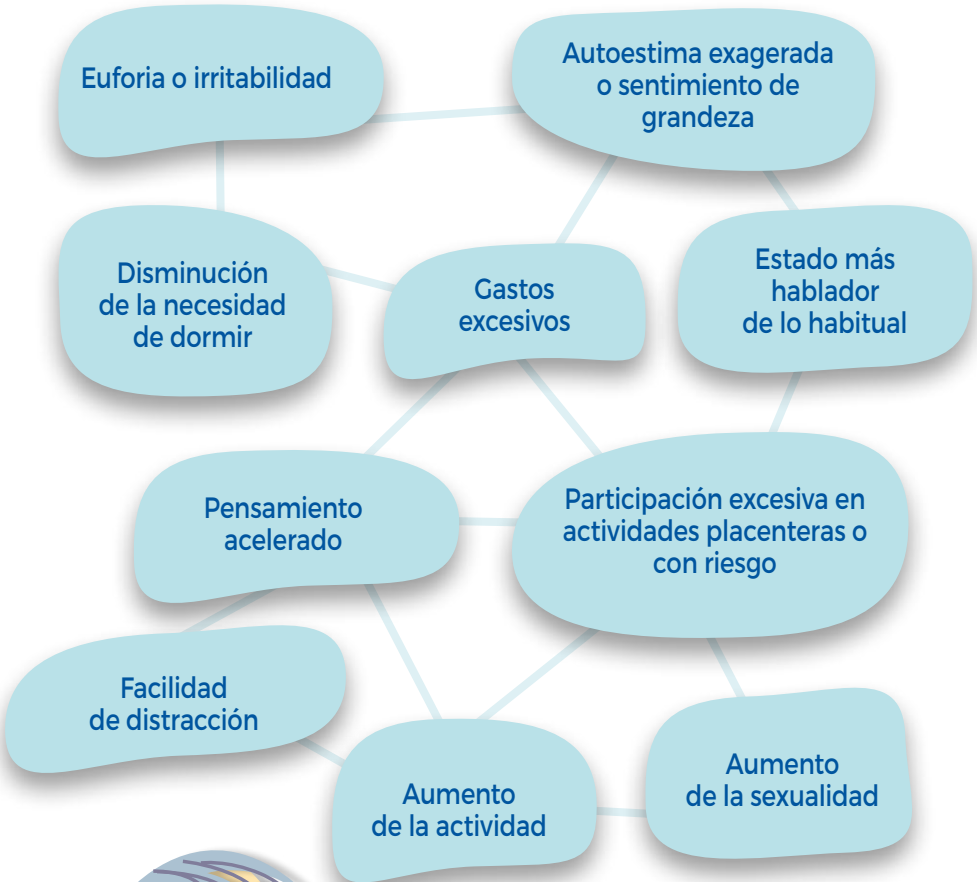 Euforia o irritabilidad
Autoestima exagerada
o sentimiento de
grandeza
Disminución
de la necesidad
de dormir
Gastos
excesivos
Estado más
hablador
de lo habitual
Pensamiento
acelerado
Participación excesiva en
actividades placenteras o
con riesgo
Facilidad
de distracción
Aumento
de la actividad
Aumento
de la sexualidad